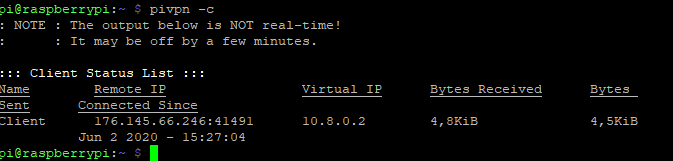 pi@raspberrypi:~ $ pivpn -c
: NOTE : The output below is NOT real-time!
:      : It may be off by a few minutes.
::: Client Status List :::
Name Remote IP Virtual IP Bytes Received Bytes
Sent Connected Since
Client 176.145.66.246:41491 10.8.0.2 4,8KiB 4,5KiB
Jun 2 2020 - 15:27:04
pi@raspberrypi:~ $